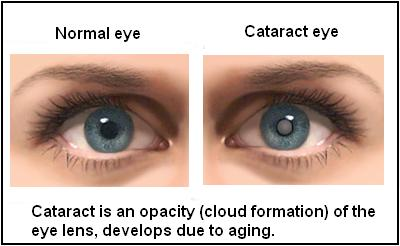 Normal eye
Cataract eye
Cataract is an opacity (cloud formation) of the
eye lens, develops due to aging.